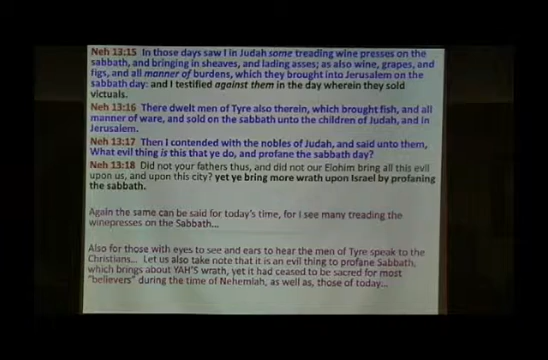 Neh 13:15 In those days saw I in Judah some treading wine presses on the
sabbath, and bringing in sheaves, and lading asses; as also wine, grapes, and
figs, and all manner of burdens, which they brought into Jerusalem on the
sabbath day: and I testified against them in the day wherein they sold
victuals.
Neh 13:16 There dwelt men of Tyre also therein, which brought fish, and all
manner of ware, and sold on the sabbath unto the children of Judah, and in
Jerusalem.
Neh 13:17 Then I contended with the nobles of Judah, and said unto them,
What evil thing is this that ye do, and profane the sabbath day?
Neh 13:18 Did not your fathers thus, and did not our Elohim bring all this evil
upon us, and upon this city? yet ye bring more wrath upon Israel by profaning
the sabbath.
Again the same can be said for today's time, for I see many treading the
winepresses on the Sabbath...
Also for those with eyes to see and ears to hear the men of Tyre speak to the
Christians... Let us also take note that it is an evil thing to profane Sabbath,
which brings about YAH'S wrath, yet it had ceased to be sacred for most
"believers" during the time of Nehemiah, as well as, those of today...